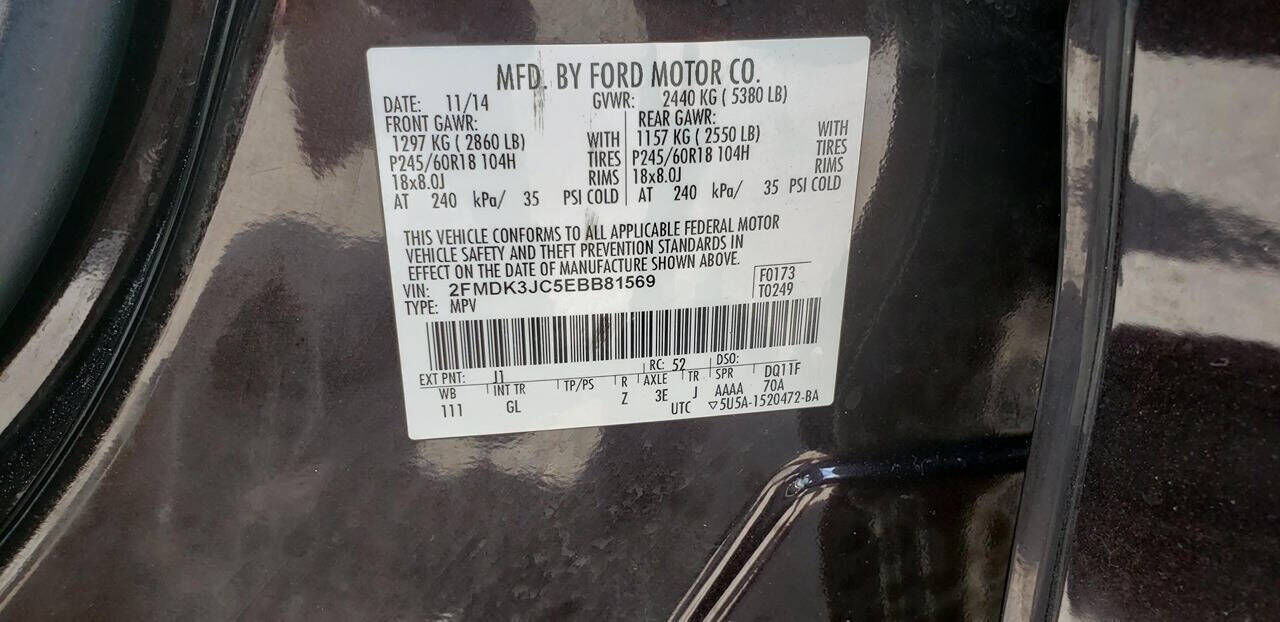 MFD. BY FORD MOTOR CO.
DATE: 11/14 GVWR: 2440 KG ( 5380 LB)
FRONT GAWR: REAR GAWR:
1297 KG ( 2860 LB) WITH 1157 KG ( 2550 LB) WITH
P245/60R18 104H TIRES P245/60R18 104H TIRES
18x8.0J RIMS 18x8.0J RIMS
AT 240 kPa/ 35 PSI COLD AT 240 kPa/ 35 PSI COLD
THIS VEHICLE CONFORMS TO ALL APPLICABLE FEDERAL MOTOR
VEHICLE SAFETY AND THEFT PREVENTION STANDARDS IN
EFFECT ON THE DATE OF MANUFACTURE SHOWN ABOVE.
VIN: 2FMDK3JC5EBB81569 F0173
TYPE: MPV T0249
EXT PNT: J1 RC: 52 DSO:
WB INT TR TP/PS R AXLE TR SPR DQ11F
111 GL Z 3E J AAAA 70A
UTC ▽5U5A-1520472-BA